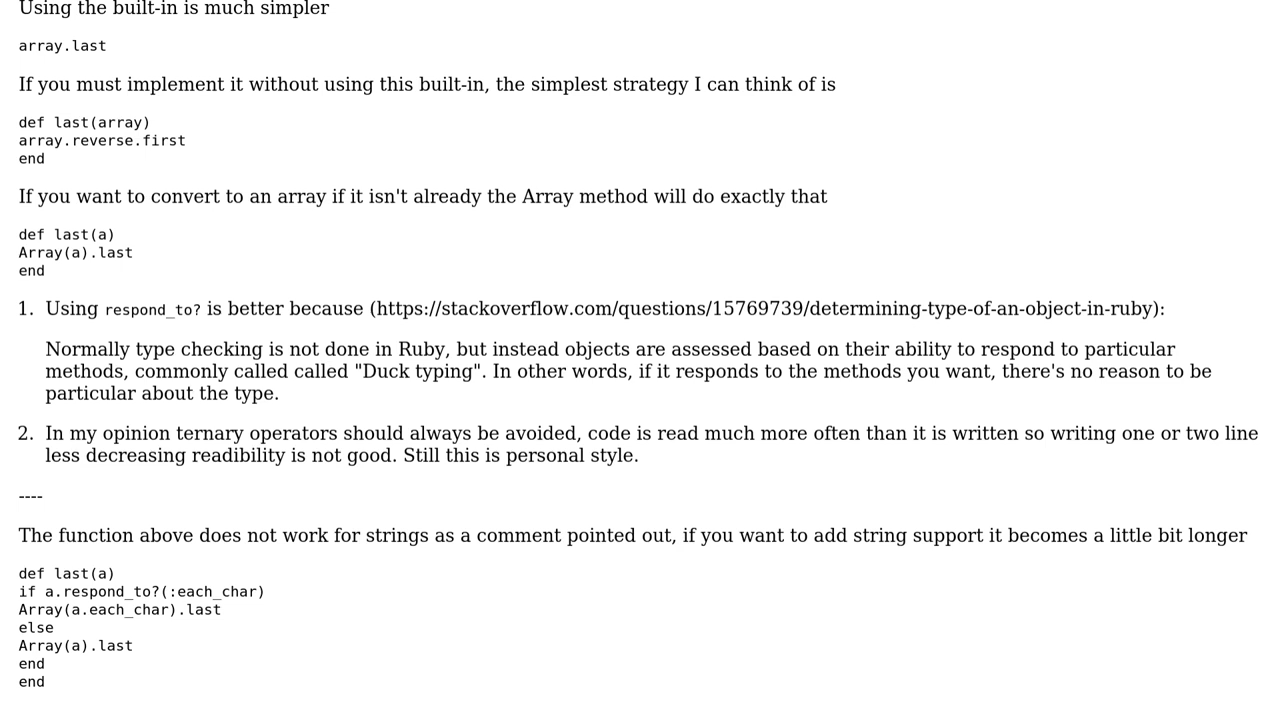 Using the built-in is much simpler
array.last
If you must implement it without using this built-in, the simplest strategy I can think of is
def last(array)
array.reverse.first
end
If you want to convert to an array if it isn't already the Array method will do exactly that
def last(a)
Array(a).last
end
1. Using respond_to? is better because (https://stackoverflow.com/questions/15769739/determining-type-of-an-object-in-ruby):
Normally type checking is not done in Ruby, but instead objects are assessed based on their ability to respond to particular
methods, commonly called called "Duck typing". In other words, if it responds to the methods you want, there's no reason to be
particular about the type.
2. In my opinion ternary operators should always be avoided, code is read much more often than it is written so writing one or two line
less decreasing readibility is not good. Still this is personal style.
----
The function above does not work for strings as a comment pointed out, if you want to add string support it becomes a little bit longer
def last(a)
if a.respond_to?(:each_char)
Array(a.each_char).last
else
Array(a).last
end
end